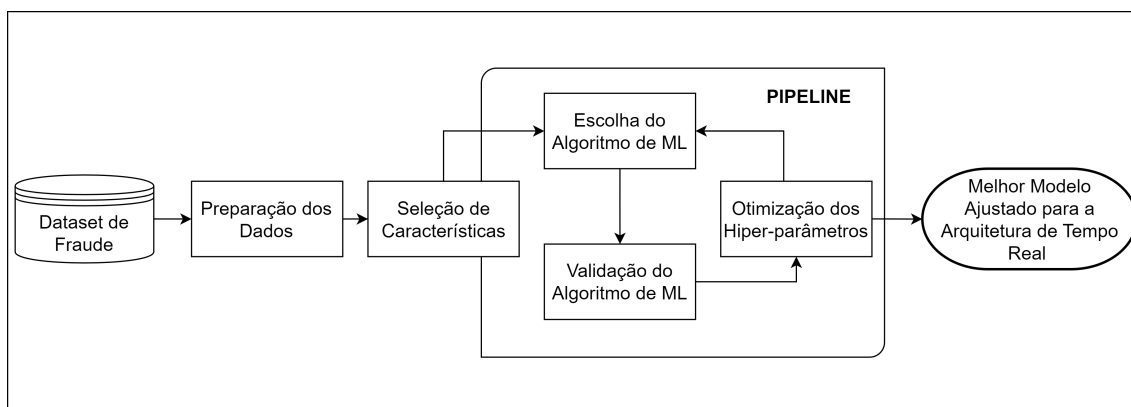 PIPELINE
Dataset de
Fraude
Preparação dos
Dados
Seleção de
Características
Escolha do
Algoritmo de ML
Validação do
Algoritmo de ML
Otimização dos
Hiper-parâmetros
Melhor Modelo
Ajustado para a
Arquitetura de Tempo
Real